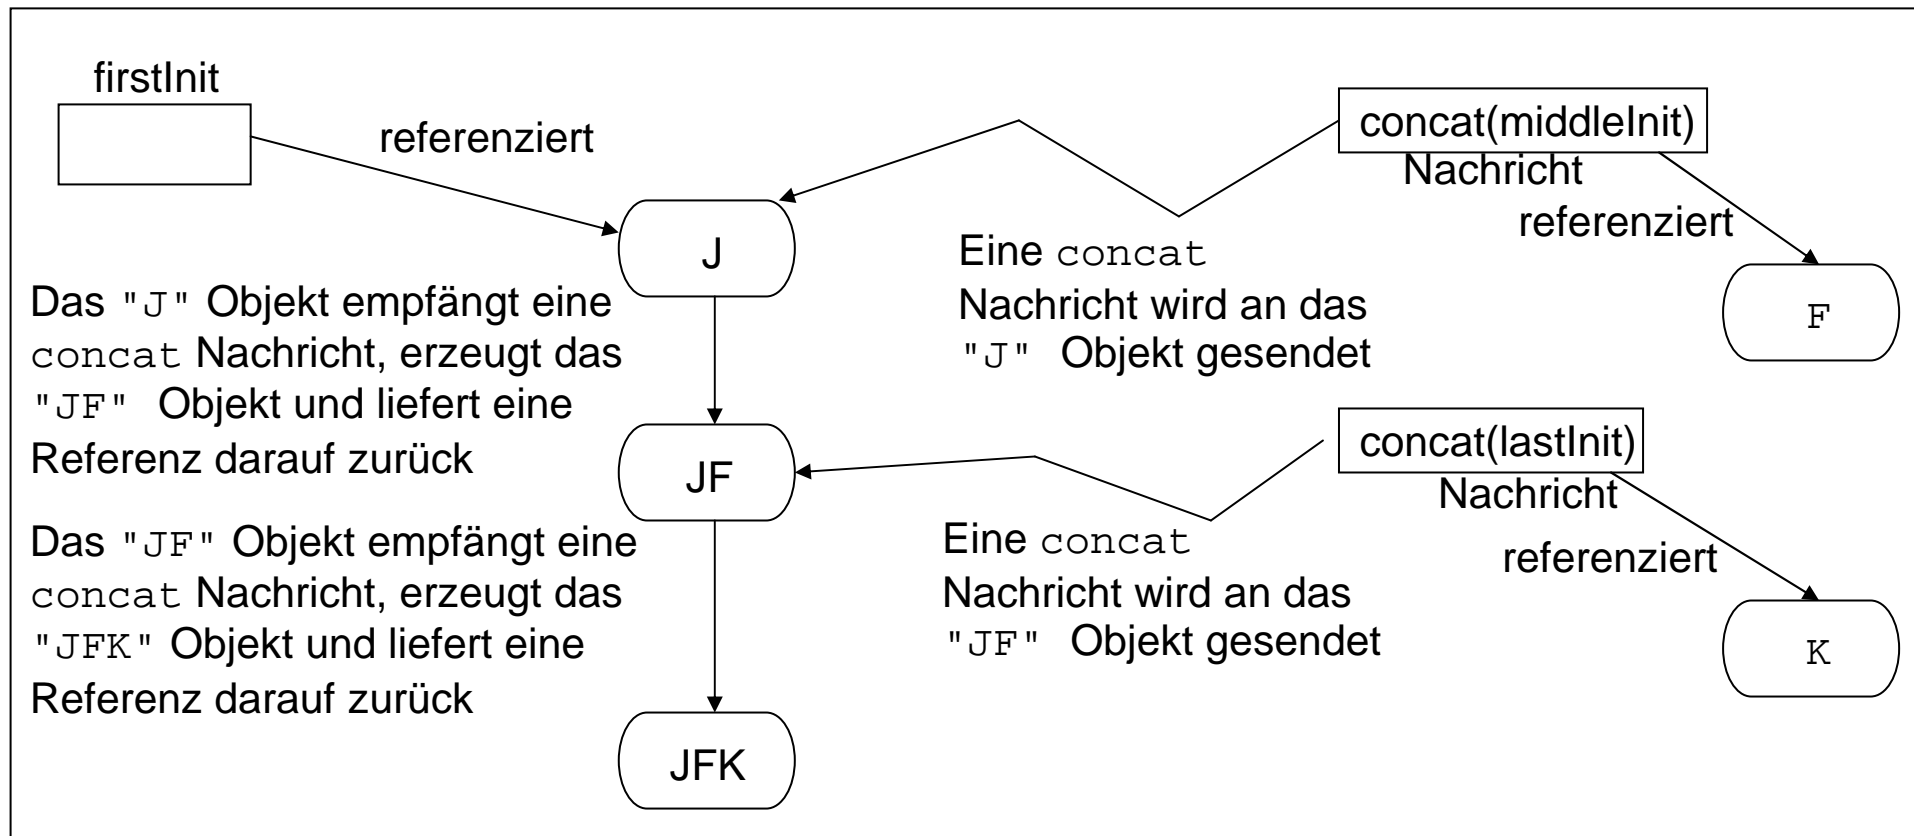 firstInit
referenziert
concat(middleInit)
Nachricht
referenziert
J
F
Eine concat
Nachricht wird an das
"J" Objekt gesendet
Das "J" Objekt empfängt eine
concat Nachricht, erzeugt das
"JF" Objekt und liefert eine
Referenz darauf zurück
JF
concat(lastInit)
Nachricht
referenziert
K
Eine concat
Nachricht wird an das
"JF" Objekt gesendet
Das "JF" Objekt empfängt eine
concat Nachricht, erzeugt das
"JFK" Objekt und liefert eine
Referenz darauf zurück
JFK